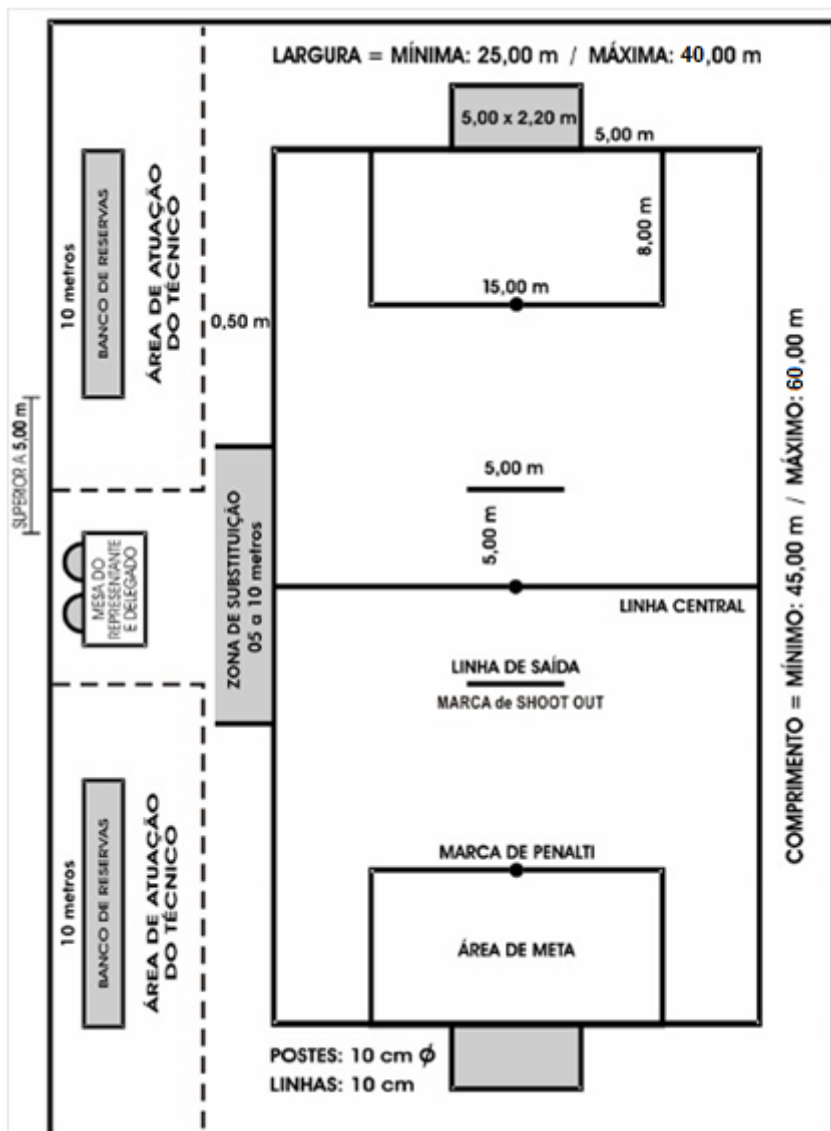 LARGURA = MÍNIMA: 25,00 m / MÁXIMA: 40,00 m
5,00 x 2,20 m
5,00 m
8,00 m
15,00 m
10 metros
BANCO DE RESERVAS
ÁREA DE ATUAÇÃO
DO TÉCNICO
0,50 m
SUPERIOR A 5,00 m
MESA DO
REPRESENTANTE
E DELEGADO
ZONA DE SUBSTITUIÇÃO
05 a 10 metros
5,00 m
5,00 m
LINHA CENTRAL
LINHA DE SAÍDA
MARCA de SHOOT OUT
COMPRIMENTO = MÍNIMO: 45,00 m / MÁXIMO: 60,00 m
10 metros
BANCO DE RESERVAS
ÁREA DE ATUAÇÃO
DO TÉCNICO
MARCA DE PENALTI
ÁREA DE META
POSTES: 10 cm ϕ
LINHAS: 10 cm